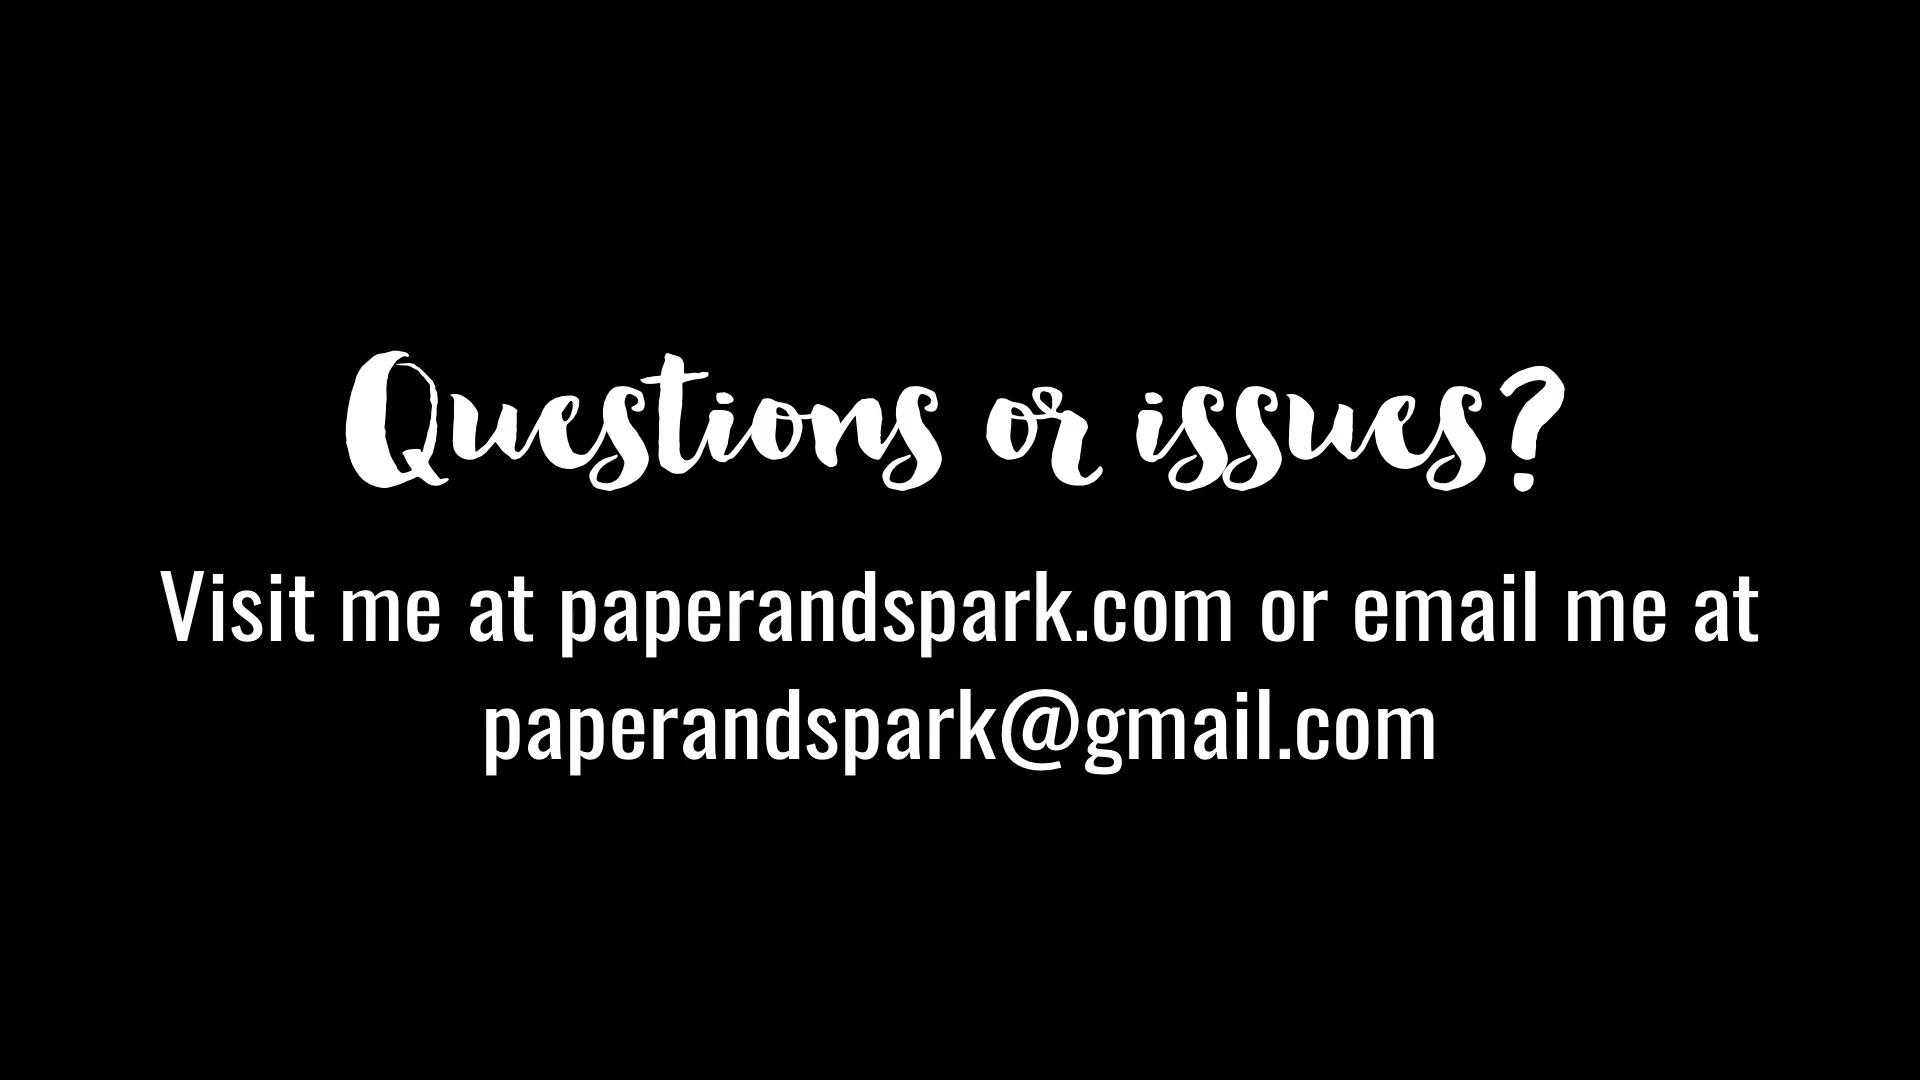 Questions or issues?
Visit me at paperandspark.com or email me at
paperandspark@gmail.com